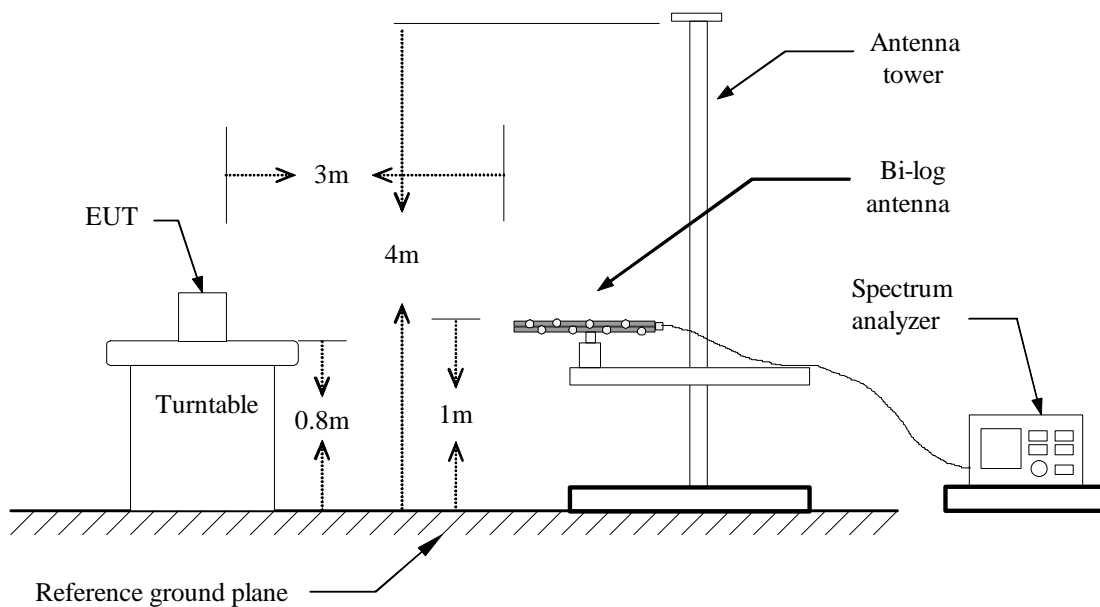 Antenna
tower
3m
Bi-log
antenna
EUT
4m
Spectrum
analyzer
Turntable
0.8m
1m
Reference ground plane